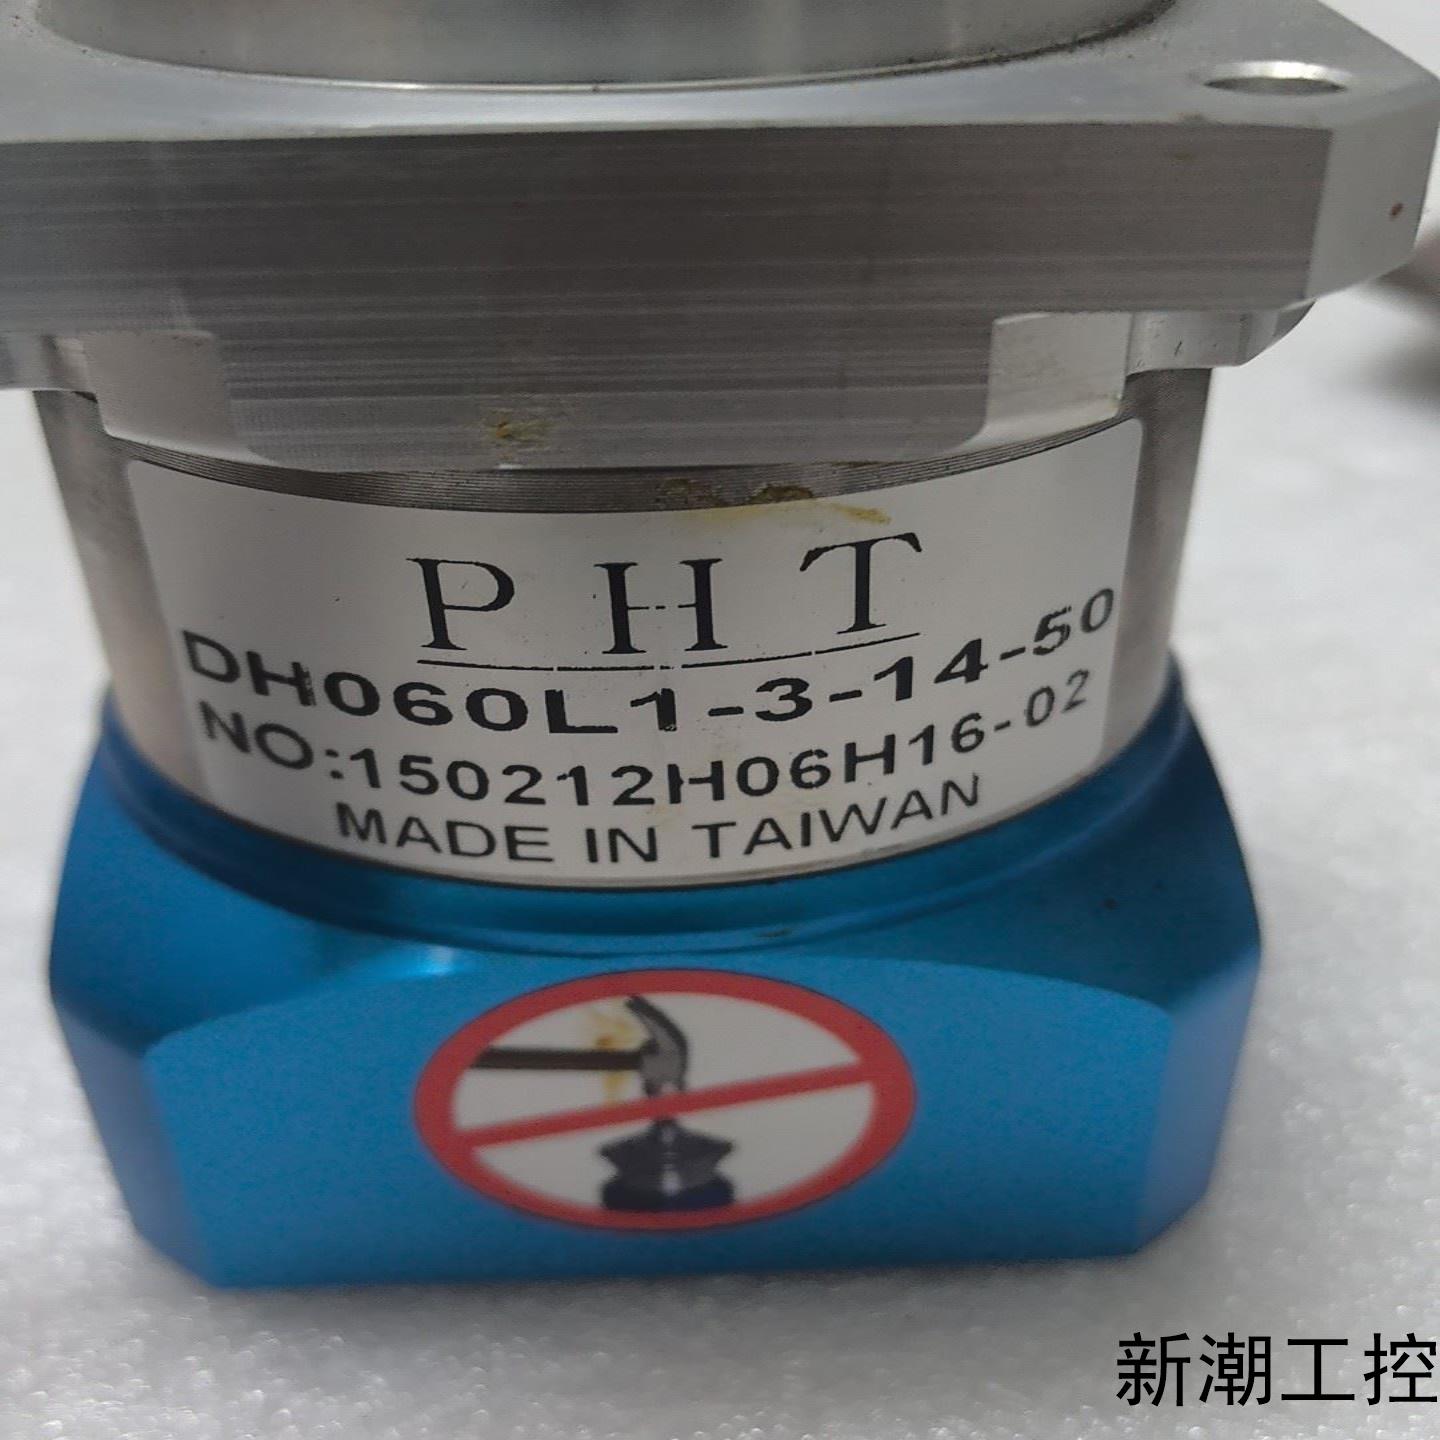 PHT
DH060L1-3-14-50
NO:150212H06H16-02
MADE IN TAIWAN
新潮工控